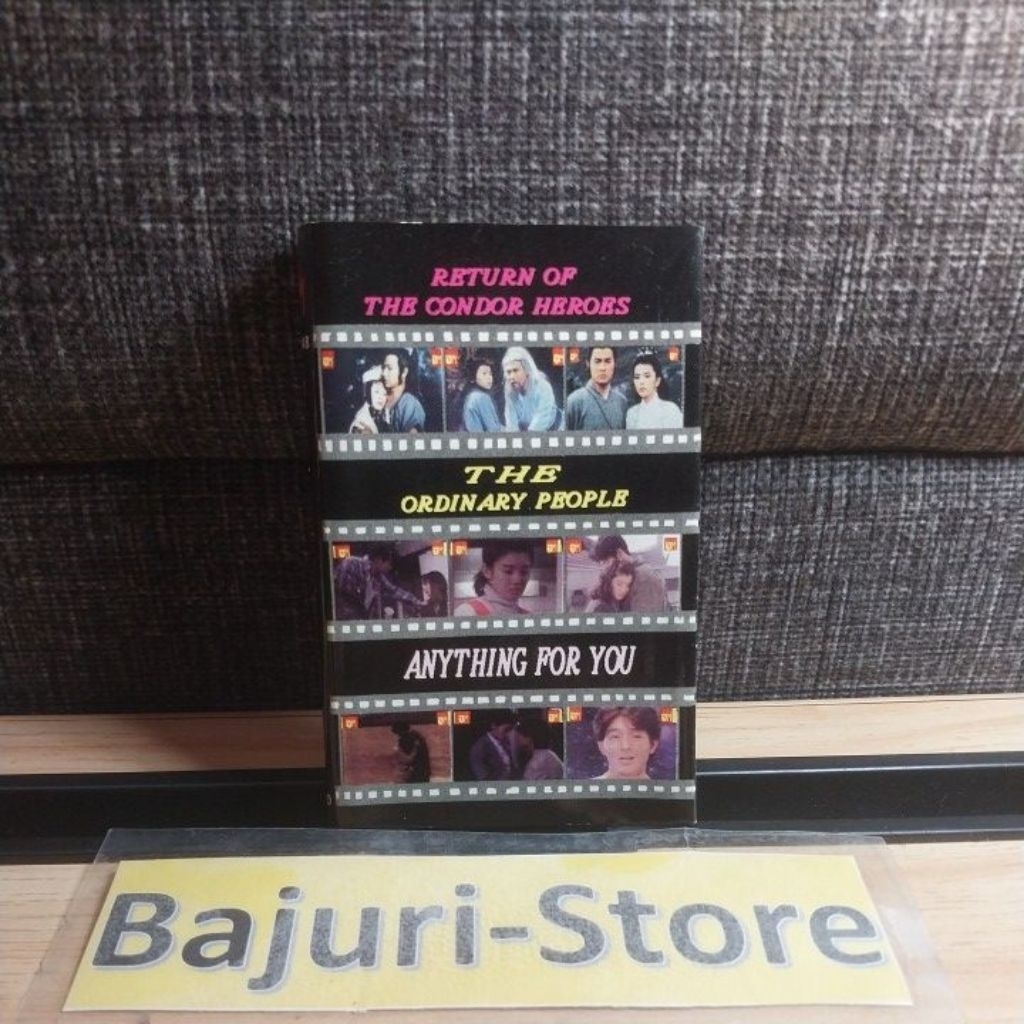 RETURN OF
THE CONDOR HEROES
THE
ORDINARY PEOPLE
ANYTHING FOR YOU
Bajuri-Store